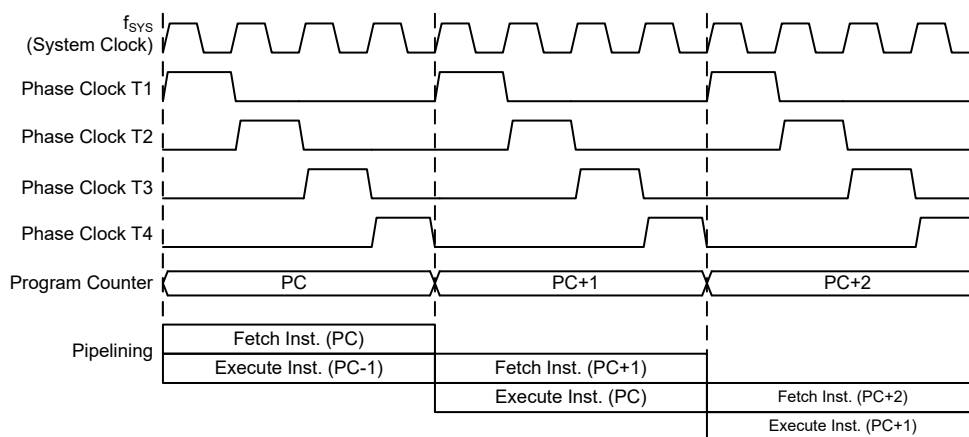 fSYS
(System Clock)
Phase Clock T1
Phase Clock T2
Phase Clock T3
Phase Clock T4
Program Counter PC PC+1 PC+2
Pipelining
Fetch Inst. (PC)
Execute Inst. (PC-1) Fetch Inst. (PC+1)
Execute Inst. (PC) Fetch Inst. (PC+2)
Execute Inst. (PC+1)